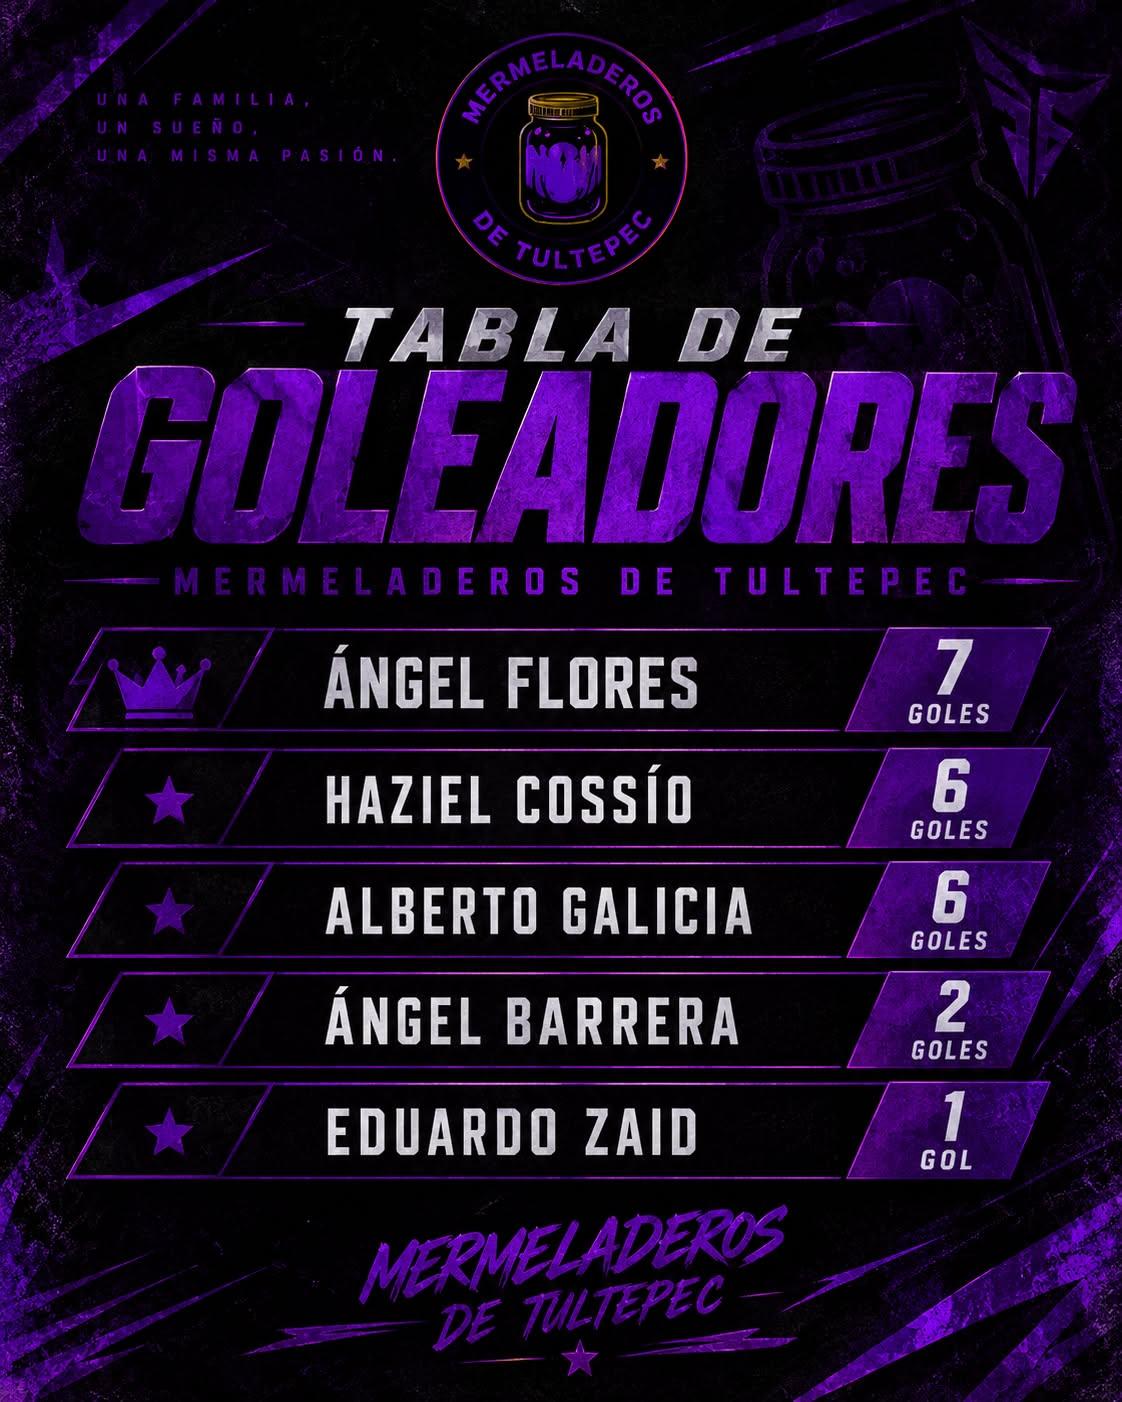 UNA FAMILIA,
UN SUEÑO,
UNA MISMA PASIÓN.
MERMELADEROS
DE TULTEPEC
TABLA DE
GOLEADORES
MERMELADEROS DE TULTEPEC
ÁNGEL FLORES
7
GOLES
HAZIEL COSSÍO
6
GOLES
ALBERTO GALICIA
6
GOLES
ÁNGEL BARRERA
2
GOLES
EDUARDO ZAID
1
GOL
MERMELADEROS
DE TULTEPEC